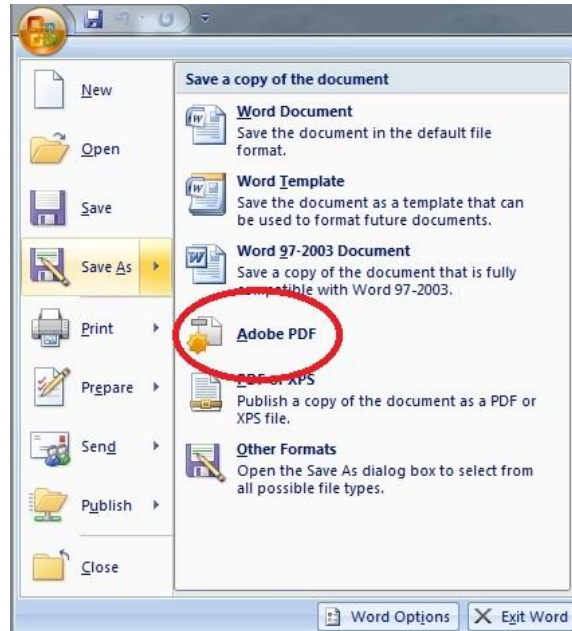 New
Open
Save
Save As
Print
Prepare
Send
Publish
Close
Save a copy of the document
Word Document
Save the document in the default file
format.
Word Template
Save the document as a template that can
be used to format future documents.
Word 97-2003 Document
Save a copy of the document that is fully
compatible with Word 97-2003.
Adobe PDF
PDF or XPS
Publish a copy of the document as a PDF or
XPS file.
Other Formats
Open the Save As dialog box to select from
all possible file types.
Word Options
Exit Word